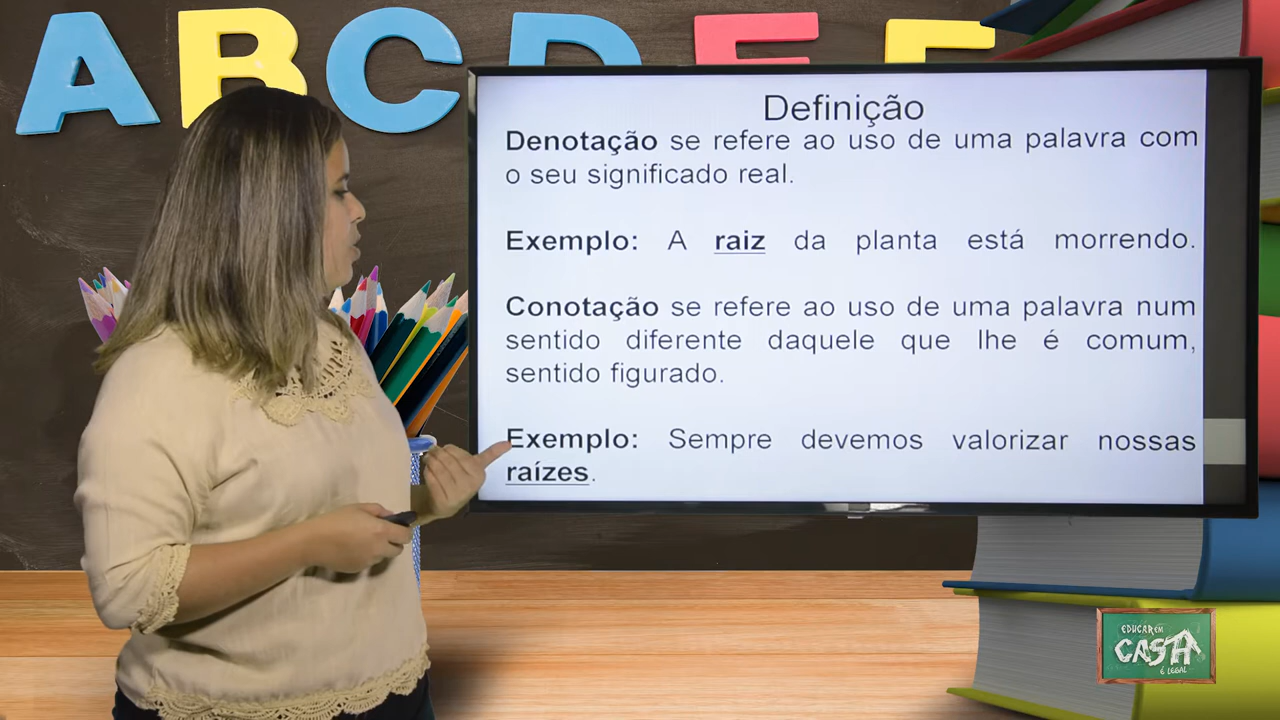 ABCDEF
Definição
Denotação se refere ao uso de uma palavra com
o seu significado real.
Exemplo: A raiz da planta está morrendo.
Conotação se refere ao uso de uma palavra num
sentido diferente daquele que lhe é comum,
sentido figurado.
Exemplo: Sempre devemos valorizar nossas
raízes.
EDUCAR EM
CASA
É LEGAL